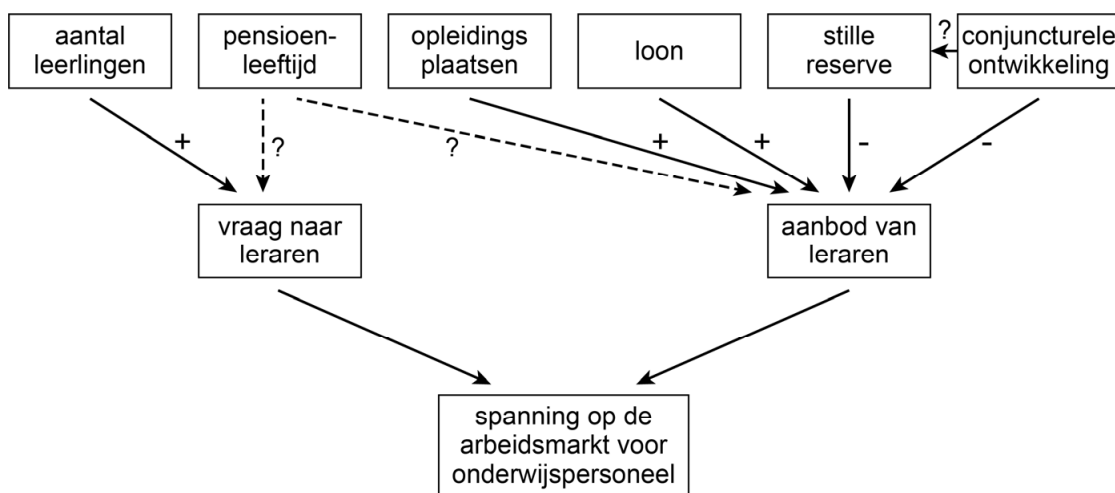 aantal
leerlingen
pensioen-
leeftijd
opleidings
plaatsen
loon
stille
reserve
?
conjuncturele
ontwikkeling
+
?
?
+
+
-
-
vraag naar
leraren
aanbod van
leraren
spanning op de
arbeidsmarkt voor
onderwijspersoneel